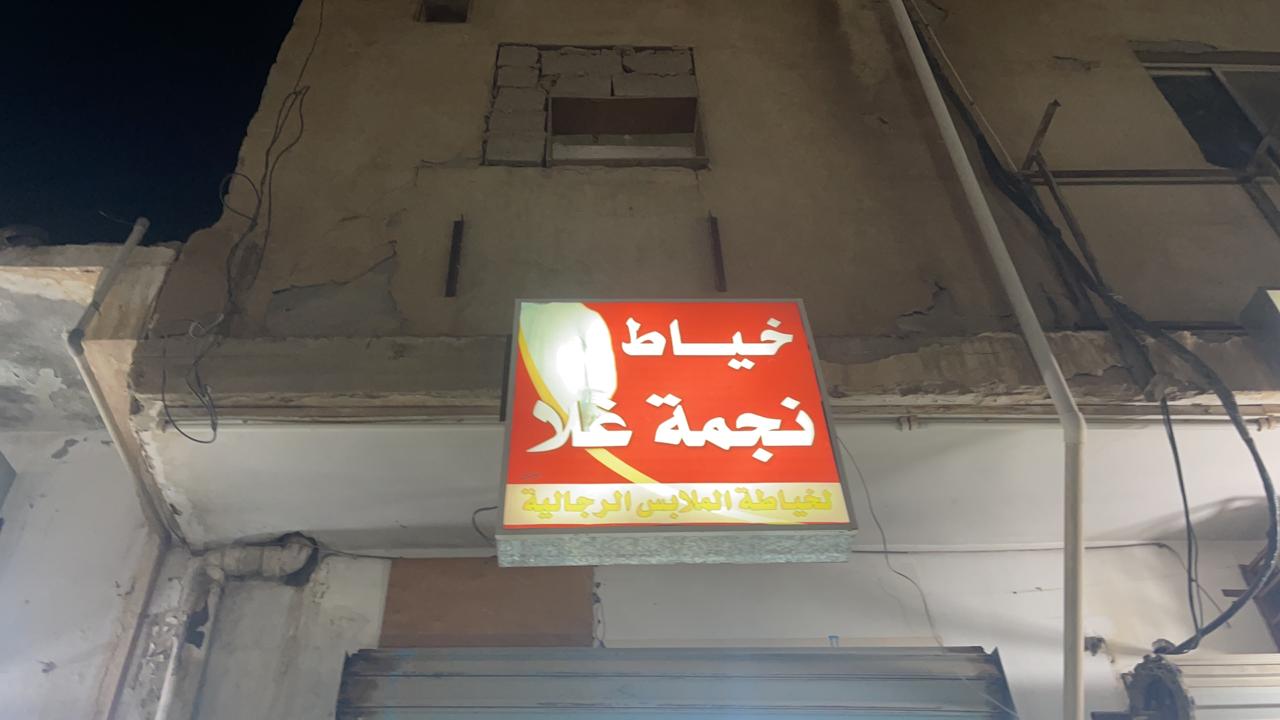 خياط
نجمة غلا
لخياطة الملابس الرجالية